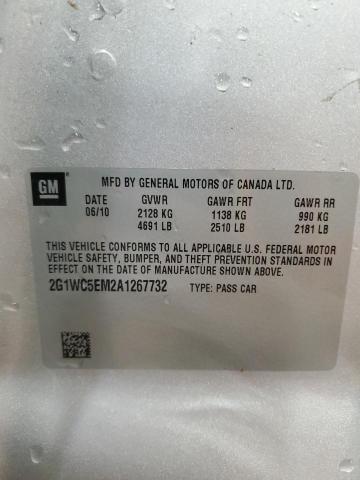 GM
MFD BY GENERAL MOTORS OF CANADA LTD.
DATE GVWR GAWR FRT GAWR RR
06/10 2128 KG 1138 KG 990 KG
4691 LB 2510 LB 2181 LB
THIS VEHICLE CONFORMS TO ALL APPLICABLE U.S. FEDERAL MOTOR
VEHICLE SAFETY, BUMPER, AND THEFT PREVENTION STANDARDS
IN EFFECT ON THE DATE OF MANUFACTURE SHOWN ABOVE.
2G1WC5EM2A1267732 TYPE: PASS CAR